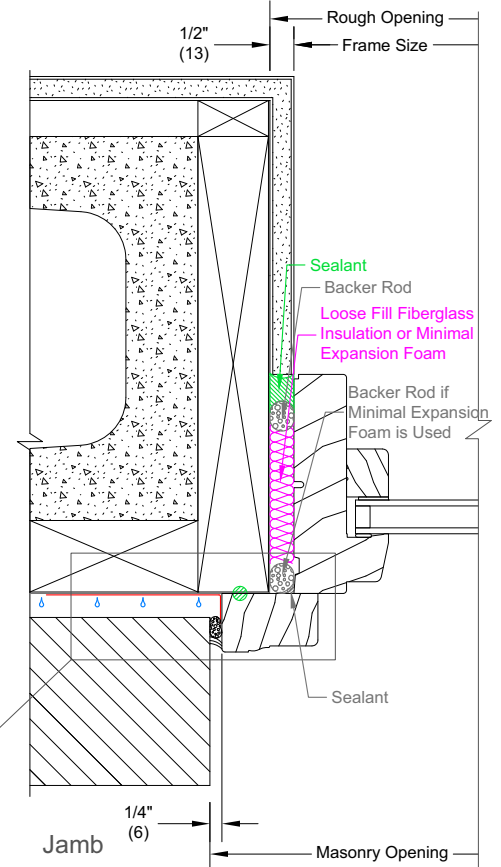 Rough Opening
1/2"
(13)
Frame Size
Sealant
Backer Rod
Loose Fill Fiberglass
Insulation or Minimal
Expansion Foam
Backer Rod if
Minimal Expansion
Foam is Used
Sealant
1/4"
(6)
Jamb
Masonry Opening